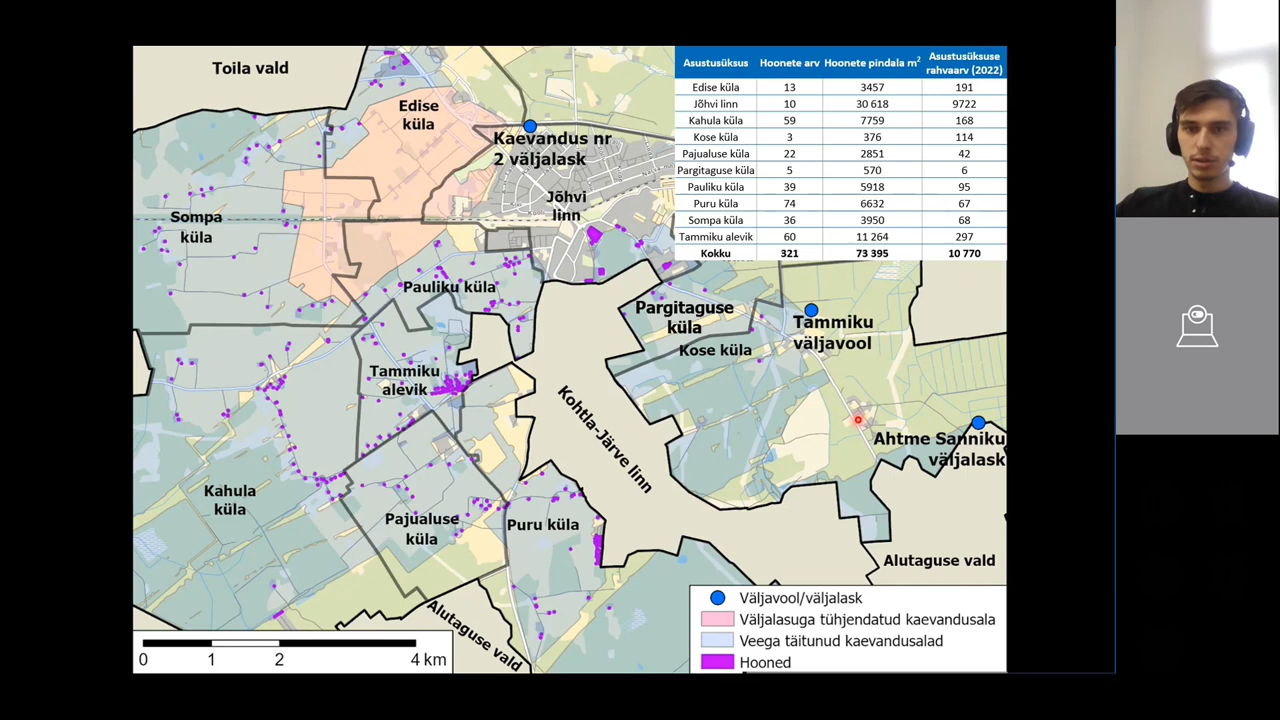 Asustusüksus Hoonete arv Hoonete pindala m² Asustusüksuse rahvaarv (2022)
Edise küla 13 3457 191
Jõhvi linn 10 30 618 9722
Kahula küla 59 7759 168
Kose küla 3 376 114
Pajualuse küla 22 2851 42
Pargitaguse küla 5 570 6
Pauliku küla 39 5918 95
Puru küla 74 6632 67
Sompa küla 36 3950 68
Tammiku alevik 60 11 264 297
Kokku 321 73 395 10 770
Toila vald
Edise
küla
Kaevandus nr
2 väljalask
Jõhvi
linn
Sompa
küla
Pauliku küla
Pargitaguse
küla
Kose küla
Tammiku
väljavool
Tammiku
alevik
Kohtla-Järve linn
Ahtme Sanniku
väljalask
Kahula
küla
Pajualuse
küla
Puru küla
Alutaguse vald
Alutaguse vald
Väljavool/väljalask
Väljalasuga tühjendatud kaevandusala
Veega täitunud kaevandusalad
Hooned
0 1 2 4 km